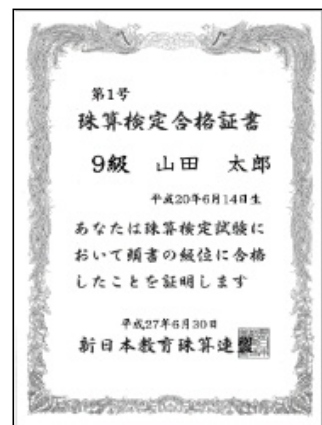 第1号
珠算検定合格証書
9級 山田 太郎
平成20年6月14日生
あなたは珠算検定試験に
おいて頭書の級位に合格
したことを証明します
平成27年6月30日
新日本教育珠算連盟